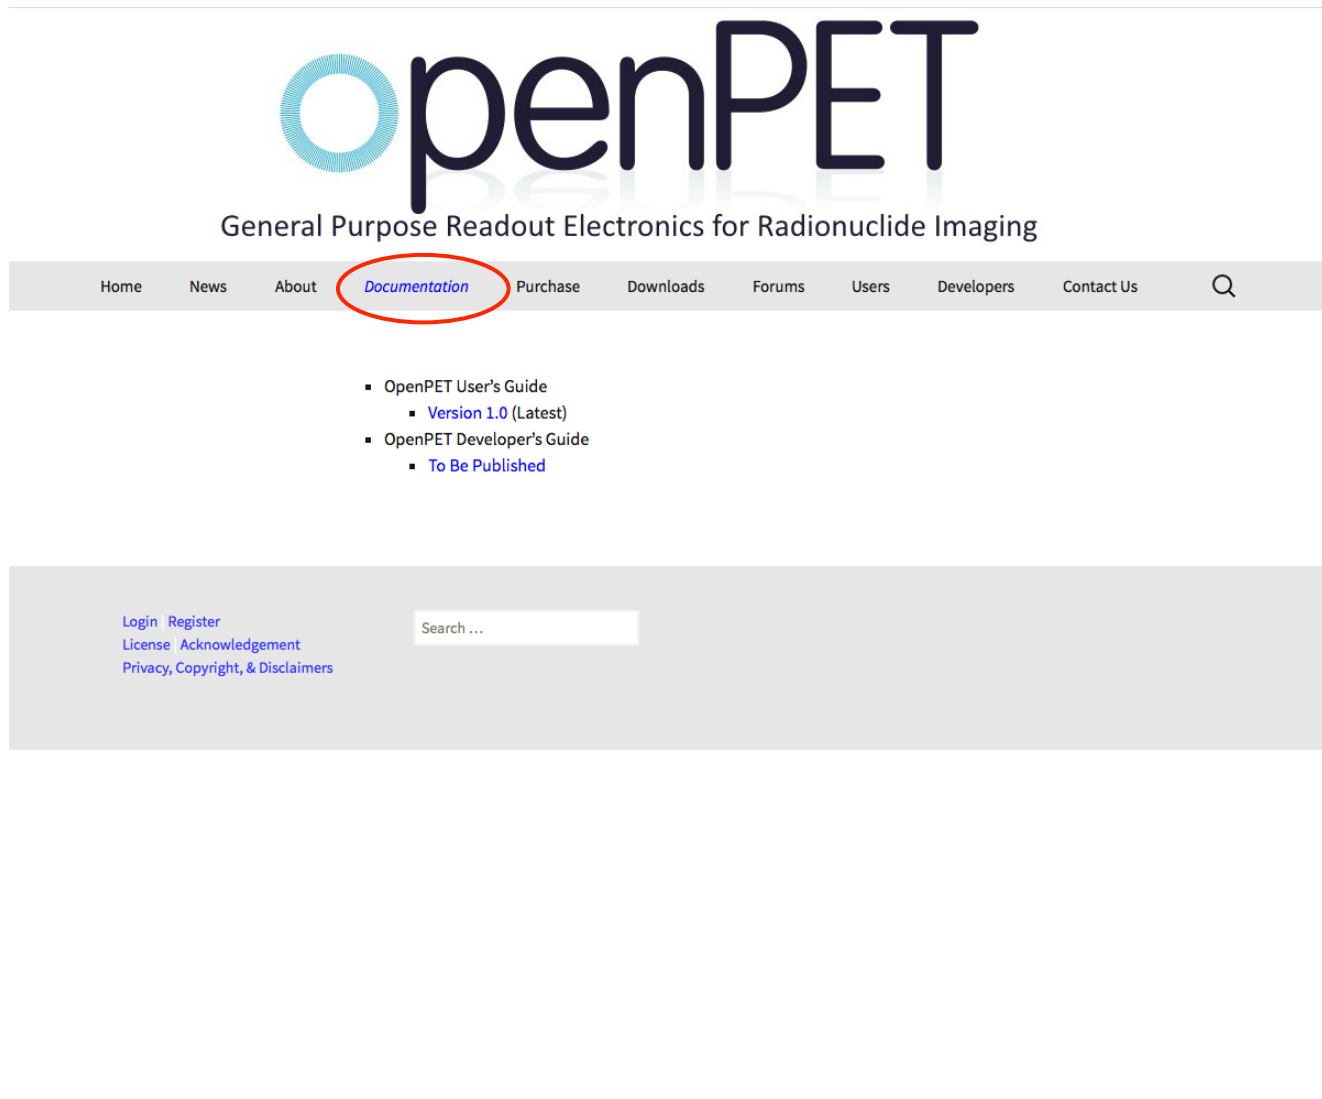 openPET
General Purpose Readout Electronics for Radionuclide Imaging
Home News About Documentation Purchase Downloads Forums Users Developers Contact Us
OpenPET User's Guide
Version 1.0 (Latest)
OpenPET Developer's Guide
To Be Published
Login | Register
License | Acknowledgement
Privacy, Copyright, & Disclaimers
Search ...